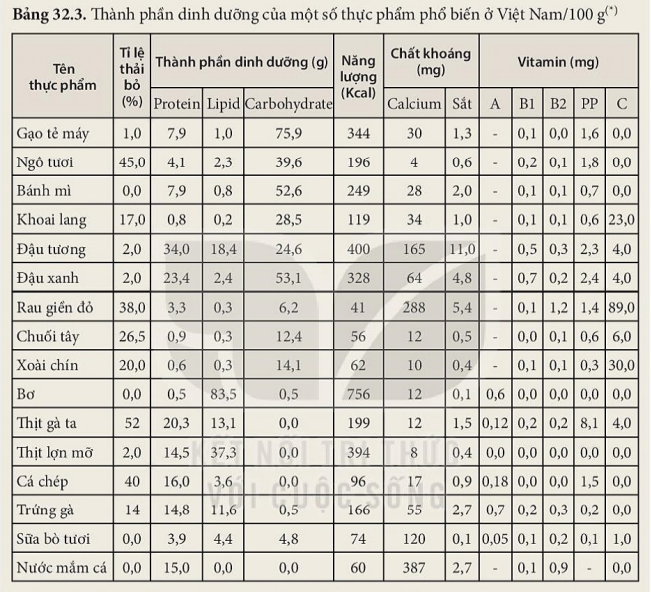 Bảng 32.3. Thành phần dinh dưỡng của một số thực phẩm phổ biến ở Việt Nam/100 g(*)
Tên thực phẩm | Tỉ lệ thải bỏ (%) | Thành phần dinh dưỡng (g) | Năng lượng (Kcal) | Chất khoáng (mg) | Vitamin (mg)
Protein | Lipid | Carbohydrate | Calcium | Sắt | A | B1 | B2 | PP | C
Gạo tẻ máy | 1,0 | 7,9 | 1,0 | 75,9 | 344 | 30 | 1,3 | - | 0,1 | 0,0 | 1,6 | 0,0
Ngô tươi | 45,0 | 4,1 | 2,3 | 39,6 | 196 | 4 | 0,6 | - | 0,2 | 0,1 | 1,8 | 0,0
Bánh mì | 0,0 | 7,9 | 0,8 | 52,6 | 249 | 28 | 2,0 | - | 0,1 | 0,1 | 0,7 | 0,0
Khoai lang | 17,0 | 0,8 | 0,2 | 28,5 | 119 | 34 | 1,0 | - | 0,1 | 0,1 | 0,6 | 23,0
Đậu tương | 2,0 | 34,0 | 18,4 | 24,6 | 400 | 165 | 11,0 | - | 0,5 | 0,3 | 2,3 | 4,0
Đậu xanh | 2,0 | 23,4 | 2,4 | 53,1 | 328 | 64 | 4,8 | - | 0,7 | 0,2 | 2,4 | 4,0
Rau giền đỏ | 38,0 | 3,3 | 0,3 | 6,2 | 41 | 288 | 5,4 | - | 0,1 | 1,2 | 1,4 | 89,0
Chuối tây | 26,5 | 0,9 | 0,3 | 12,4 | 56 | 12 | 0,5 | - | 0,0 | 0,1 | 0,6 | 6,0
Xoài chín | 20,0 | 0,6 | 0,3 | 14,1 | 62 | 10 | 0,4 | - | 0,1 | 0,1 | 0,3 | 30,0
Bơ | 0,0 | 0,5 | 83,5 | 0,5 | 756 | 12 | 0,1 | 0,6 | 0,0 | 0,0 | 0,0 | 0,0
Thịt gà ta | 52 | 20,3 | 13,1 | 0,0 | 199 | 12 | 1,5 | 0,12 | 0,2 | 0,2 | 8,1 | 4,0
Thịt lợn mỡ | 2,0 | 14,5 | 37,3 | 0,0 | 394 | 8 | 0,4 | 0,0 | 0,0 | 0,0 | 0,0 | 0,0
KẾT NỐI TRI THỨC
Cá chép | 40 | 16,0 | 3,6 | 0,0 | 96 | 17 | 0,9 | 0,18 | 0,0 | 0,0 | 1,5 | 0,0
VỚI CUỘC SỐNG
Trứng gà | 14 | 14,8 | 11,6 | 0,5 | 166 | 55 | 2,7 | 0,7 | 0,2 | 0,3 | 0,2 | 0,0
Sữa bò tươi | 0,0 | 3,9 | 4,4 | 4,8 | 74 | 120 | 0,1 | 0,05 | 0,1 | 0,2 | 0,1 | 1,0
Nước mắm cá | 0,0 | 15,0 | 0,0 | 0,0 | 60 | 387 | 2,7 | - | 0,1 | 0,9 | - | 0,0